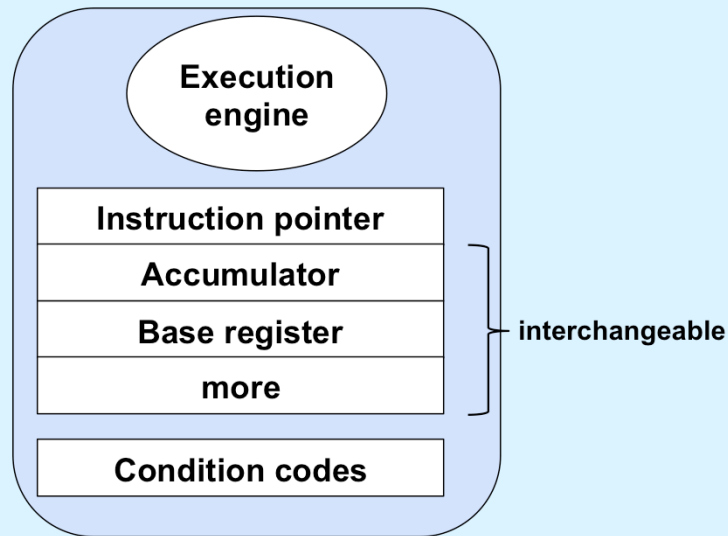 Execution
engine
Instruction pointer
Accumulator
Base register
interchangeable
more
Condition codes